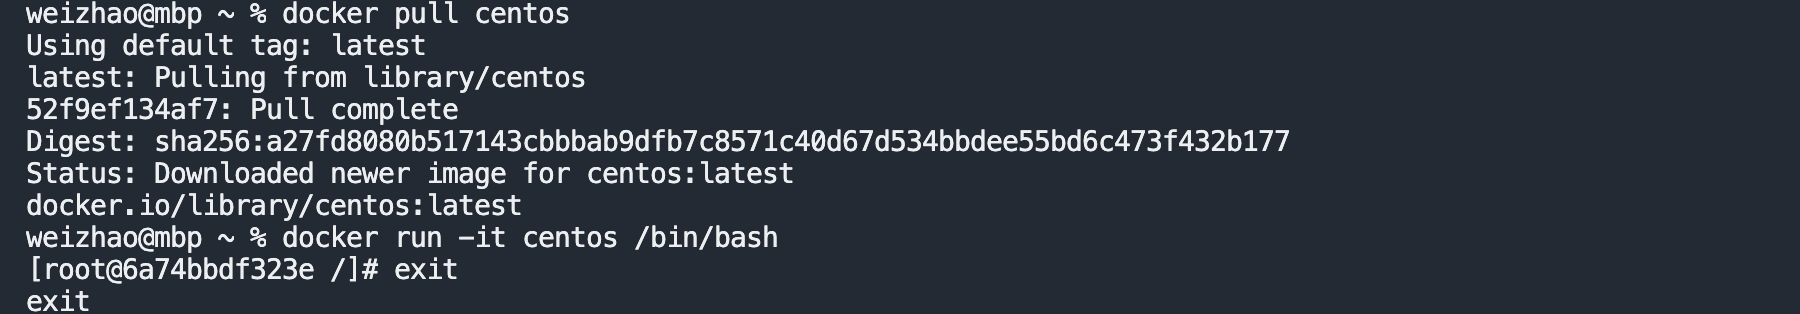 weizhao@mbp ~ % docker pull centos
Using default tag: latest
latest: Pulling from library/centos
52f9ef134af7: Pull complete
Digest: sha256:a27fd8080b517143cbbbab9dfb7c8571c40d67d534bbdee55bd6c473f432b177
Status: Downloaded newer image for centos:latest
docker.io/library/centos:latest
weizhao@mbp ~ % docker run -it centos /bin/bash
[root@6a74bbdf323e /]# exit
exit